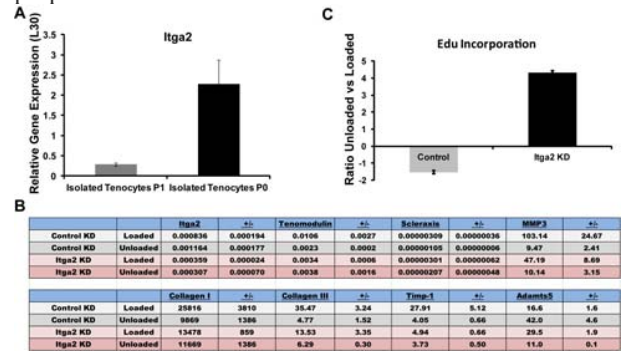 A
C
Itga2
Edu Incorporation
Relative Gene Expression (L30)
3.5
3
2.5
2
1.5
1
0.5
0
Isolated Tenocytes P1 Isolated Tenocytes P0
Ratio Unloaded vs Loaded
5
4
3
2
1
0
-1
-2
Control
Itga2 KD
B
Itga2 +/- Tenomodulin +/- Scleraxis +/- MMP3 +/-
Control KD Loaded 0.000836 0.000194 0.0106 0.0027 0.00000309 0.00000036 103.14 24.67
Control KD Unloaded 0.001164 0.000177 0.0023 0.0002 0.00000105 0.00000006 9.47 2.41
Itga2 KD Loaded 0.000359 0.000024 0.0034 0.0006 0.00000301 0.00000062 47.19 8.69
Itga2 KD Unloaded 0.000307 0.000070 0.0038 0.0016 0.00000207 0.00000048 10.14 3.15
Collagen I +/- Collagen III +/- Timp-1 +/- Adamts5 +/-
Control KD Loaded 25816 3810 35.47 3.24 27.91 5.12 16.6 1.6
Control KD Unloaded 9869 1386 4.77 1.52 4.05 0.66 42.0 4.6
Itga2 KD Loaded 13478 859 13.53 3.35 4.94 0.66 29.5 1.9
Itga2 KD Unloaded 11669 1386 6.29 0.30 3.73 0.50 11.0 0.1